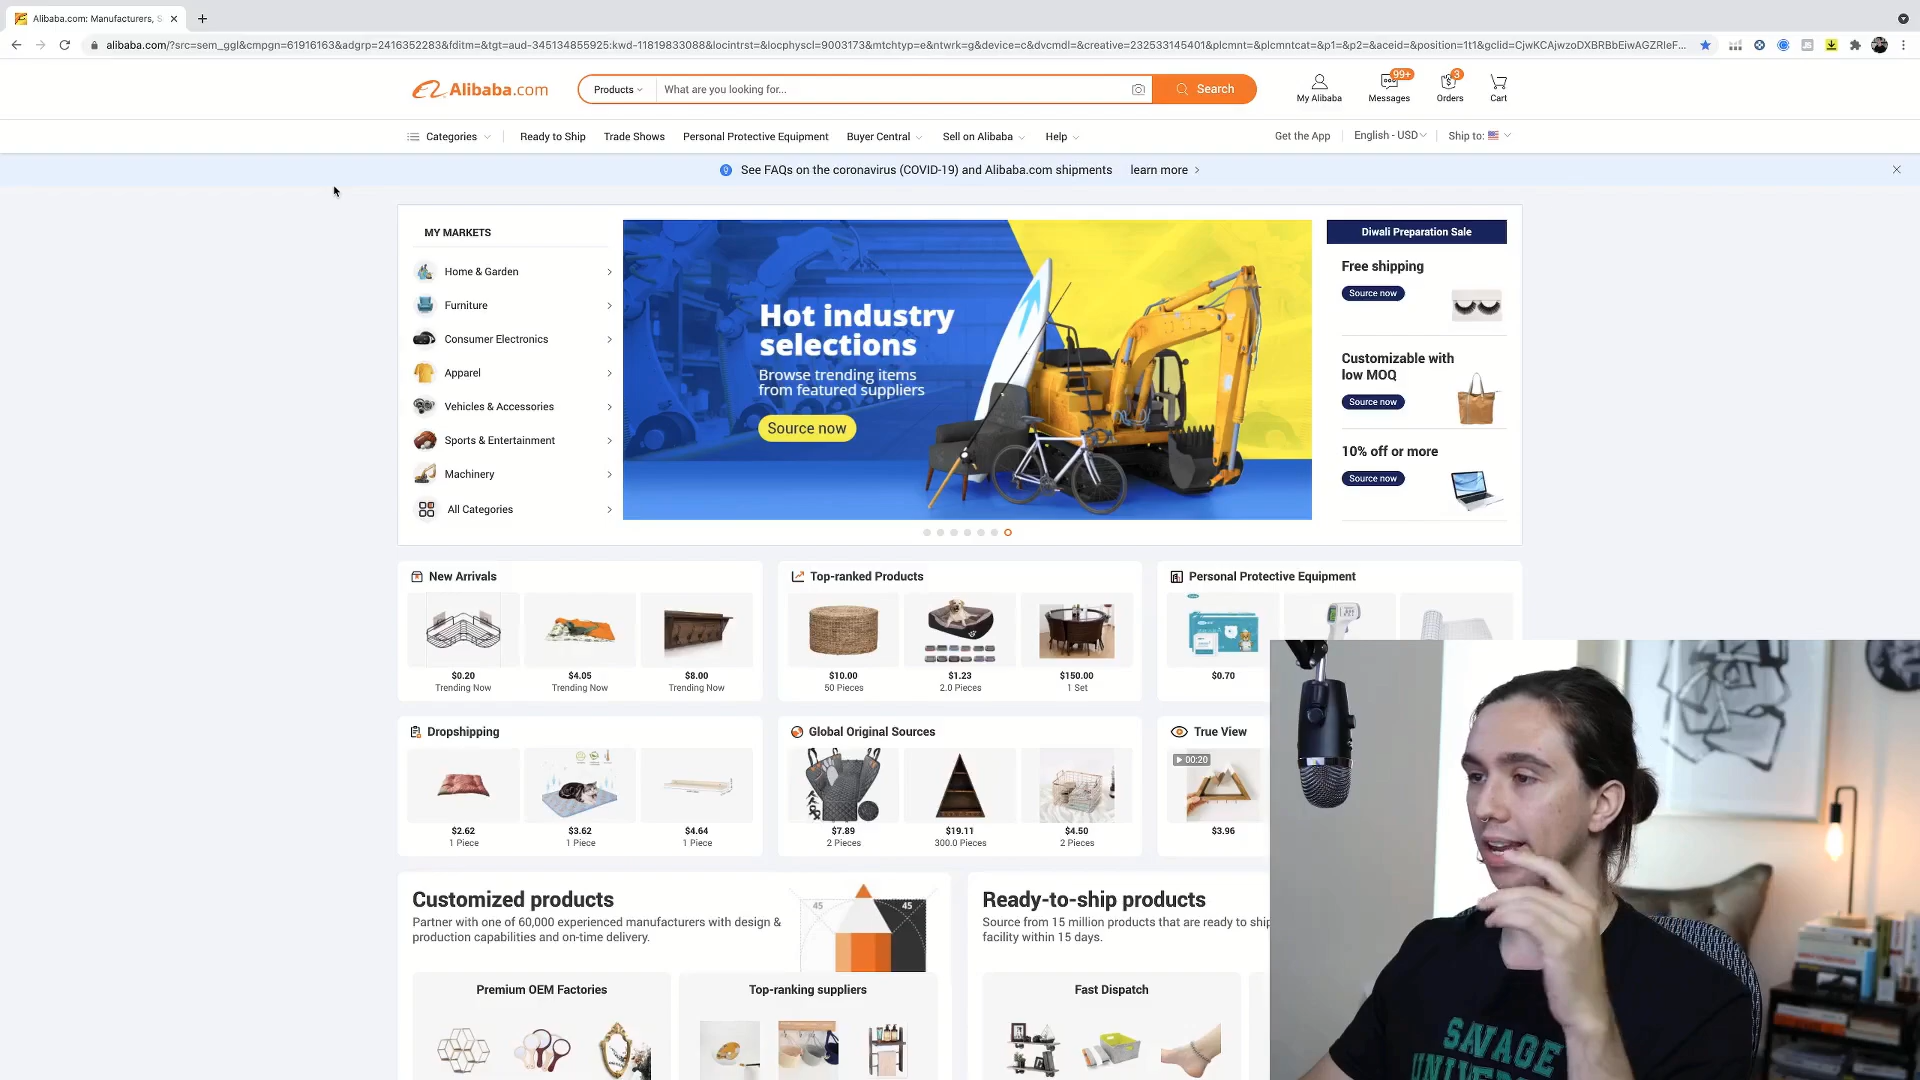 Alibaba.com: Manufacturers, S
alibaba.com/?src=sem_ggl&cmpgn=61916163&adgrp=2416352283&fditm=&tgt=aud-345134855925:kwd-11819833088&locintrst=&locphyscl=9003173&mtchtyp=e&ntwrk=g&device=c&dvcmdl=&creative=232533145401&plcmnt=&plcmntcat=&p1=&p2=&aceid=&position=1t1&gclid=CjwKCAjwzoDXBRBbEiwAGZRIeF...
Alibaba.com
Products
What are you looking for...
Search
My Alibaba
99+
Messages
3
Orders
Cart
Categories
Ready to Ship
Trade Shows
Personal Protective Equipment
Buyer Central
Sell on Alibaba
Help
Get the App
English - USD
Ship to:
See FAQs on the coronavirus (COVID-19) and Alibaba.com shipments
learn more
MY MARKETS
Home & Garden
Furniture
Consumer Electronics
Apparel
Vehicles & Accessories
Sports & Entertainment
Machinery
All Categories
Hot industry
selections
Browse trending items
from featured suppliers
Source now
Diwali Preparation Sale
Free shipping
Source now
Customizable with
low MOQ
Source now
10% off or more
Source now
New Arrivals
$0.20
Trending Now
$4.05
Trending Now
$8.00
Trending Now
Top-ranked Products
$10.00
50 Pieces
$1.23
2.0 Pieces
$150.00
1 Set
Personal Protective Equipment
$0.70
Dropshipping
$2.62
1 Piece
$3.62
1 Piece
$4.64
1 Piece
Global Original Sources
$7.89
2 Pieces
$19.11
300.0 Pieces
$4.50
2 Pieces
True View
00:20
$3.96
Customized products
Partner with one of 60,000 experienced manufacturers with design &
production capabilities and on-time delivery.
45
45
Premium OEM Factories
Top-ranking suppliers
Ready-to-ship products
Source from 15 million products that are ready to ship
facility within 15 days.
Fast Dispatch
SAVAGE